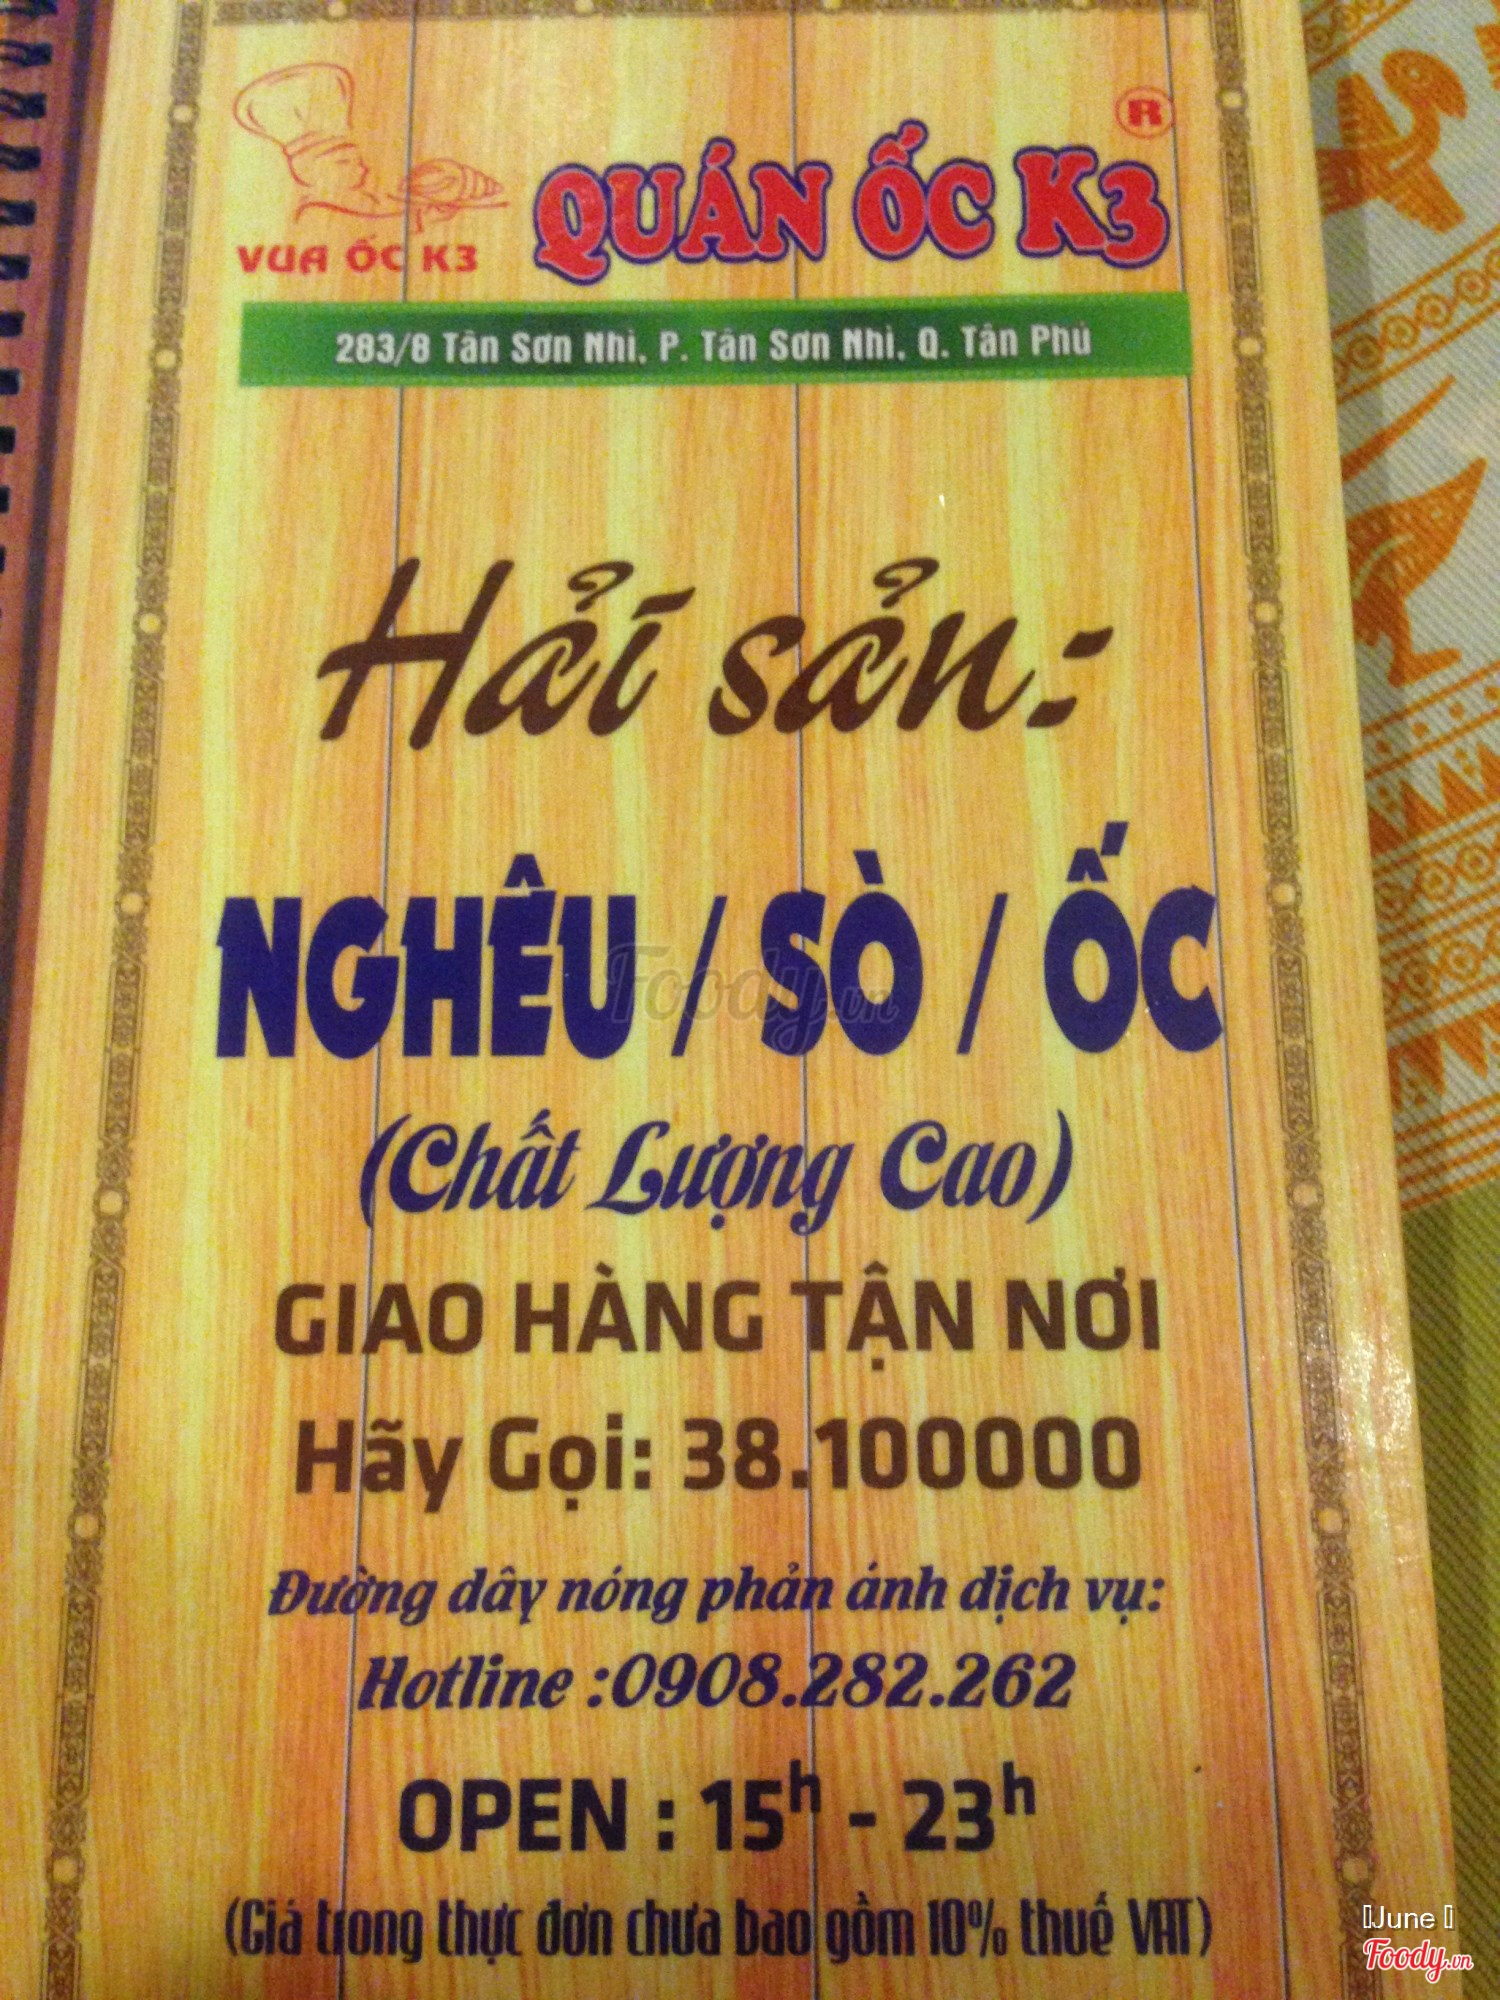 ®
QUÁN ỐC K3
VUA ỐC K3
283/8 Tân Sơn Nhì, P. Tân Sơn Nhì, Q. Tân Phú
Hải sản:
NGHÊU / SÒ / ỐC
Foody.vn
(Chất Lượng Cao)
GIAO HÀNG TẬN NƠI
Hãy Gọi: 38.100000
Đường dây nóng phản ánh dịch vụ:
Hotline :0908.282.262
OPEN : 15h - 23h
(Giá trong thực đơn chưa bao gồm 10% thuế VAT)
June
Foody.vn